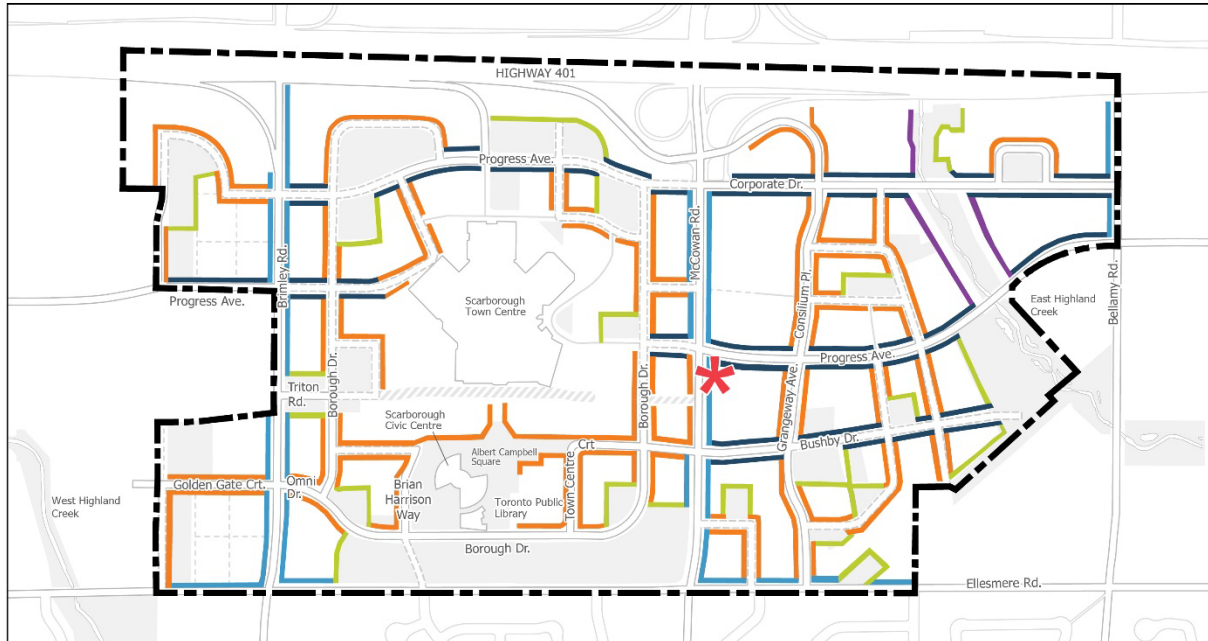 HIGHWAY 401
Progress Ave.
Corporate Dr.
McCowan Rd.
Brimley Rd.
Consilium Pl.
Bellamy Rd.
Progress Ave.
Scarborough
Town Centre
East Highland
Creek
Progress Ave.
Triton
Rd.
Borough Dr.
Borough Dr.
Grangeway Ave.
Scarborough
Civic Centre
Bushby Dr.
Crt
Town Centre
Albert Campbell
Square
Golden Gate Crt.
Omni
Dr.
Brian
Harrison
Way
Toronto Public
Library
West Highland
Creek
Borough Dr.
Ellesmere Rd.